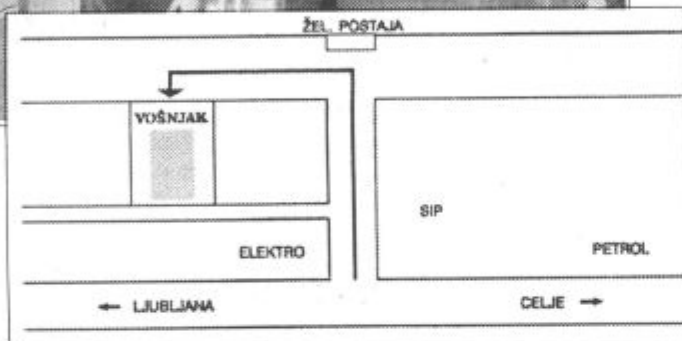 ŽEL. POSTAJA
VOŠNJAK
SIP
ELEKTRO
PETROL
← LJUBLJANA
CELJE →